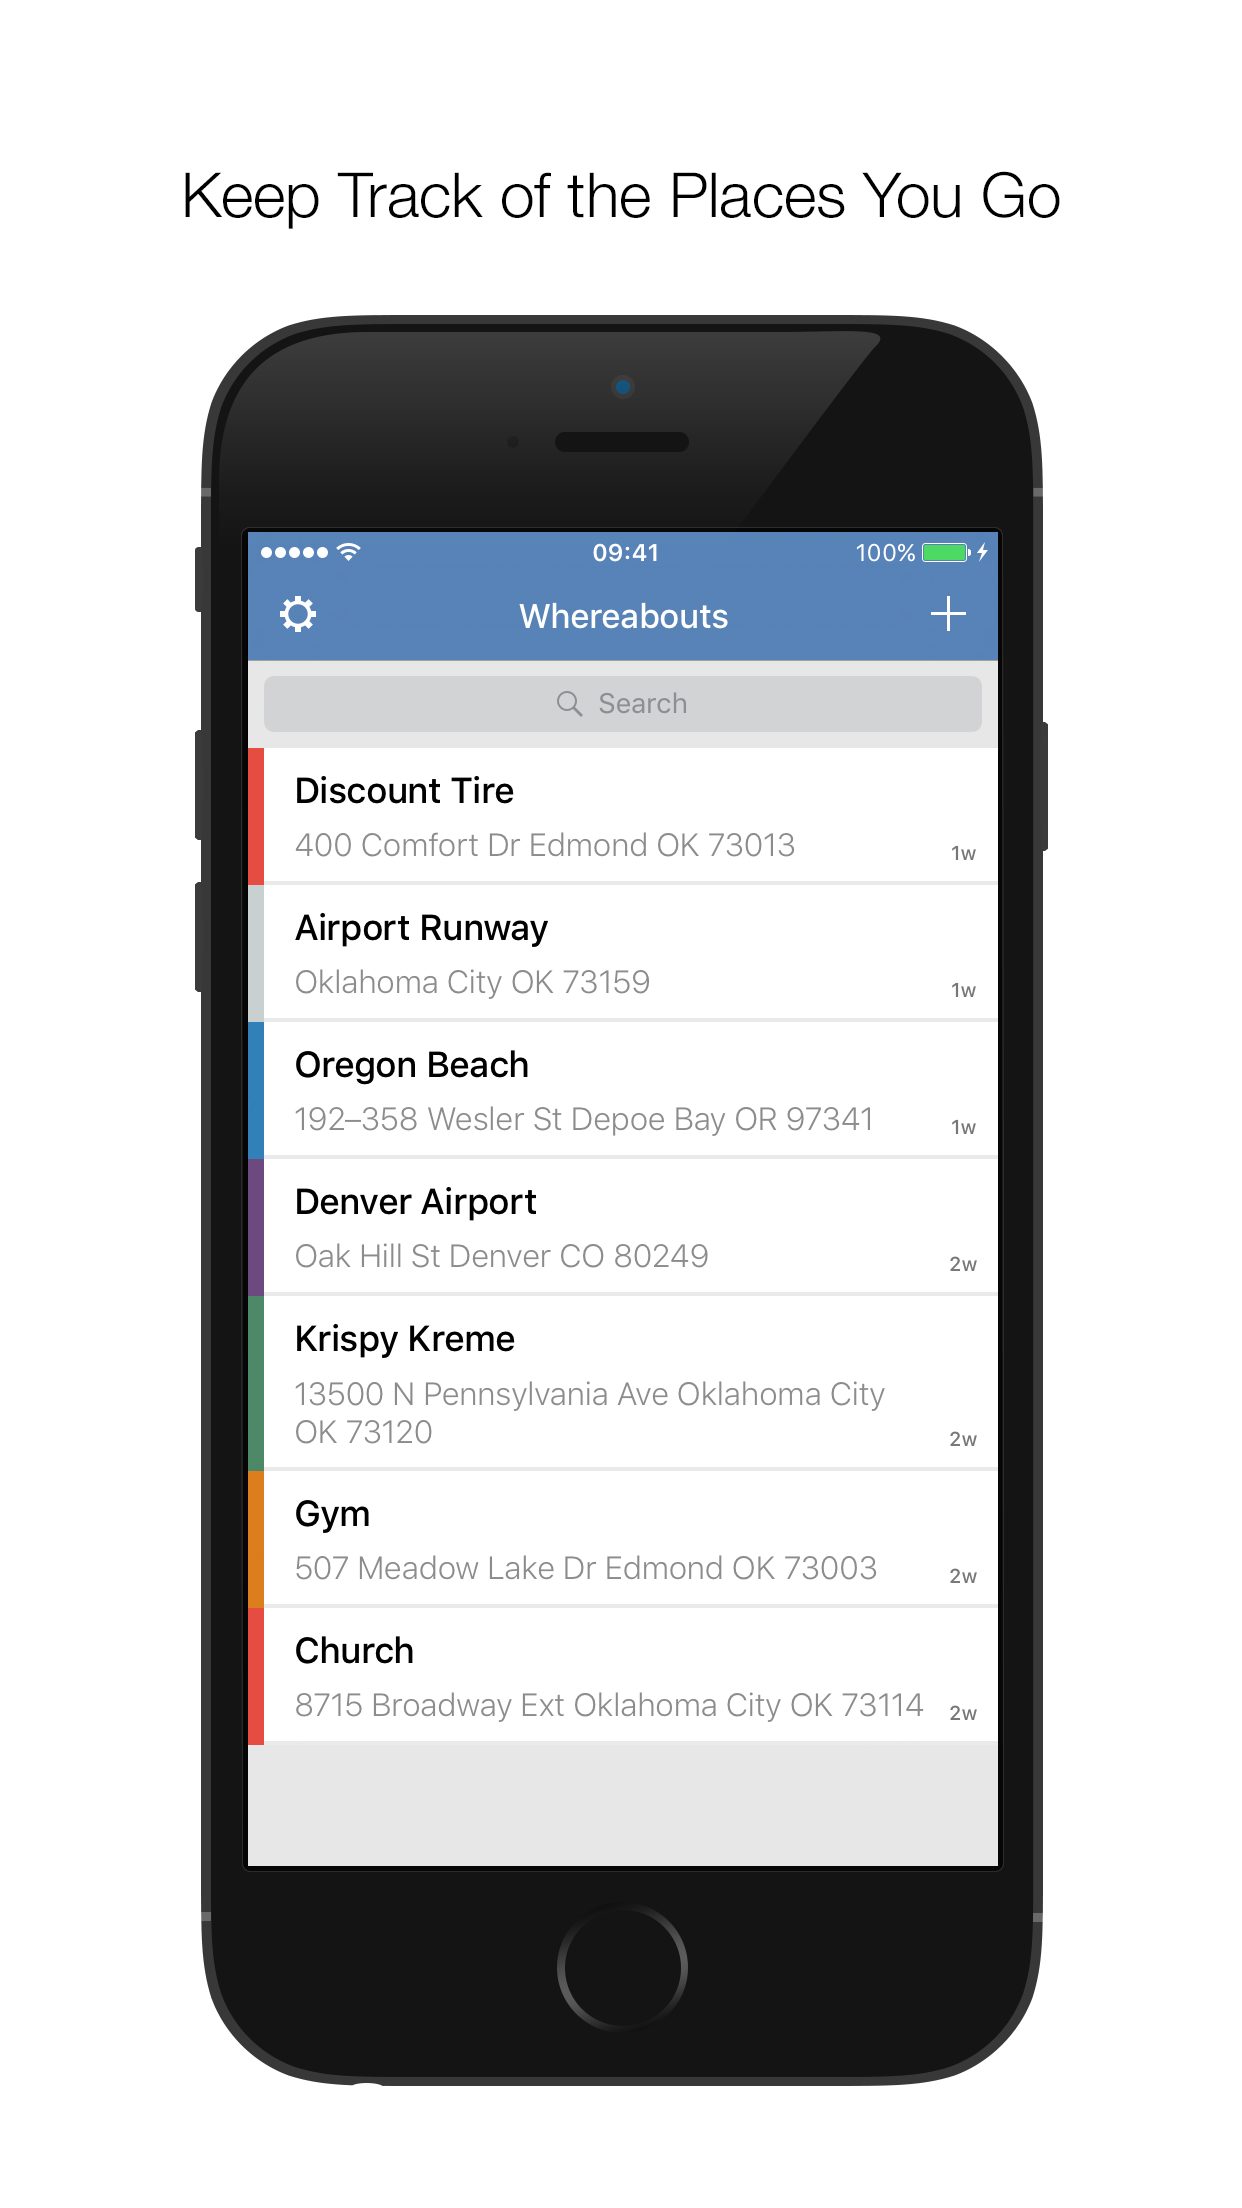 Keep Track of the Places You Go
09:41
100%
Whereabouts
Search
Discount Tire
400 Comfort Dr Edmond OK 73013
1w
Airport Runway
Oklahoma City OK 73159
1w
Oregon Beach
192–358 Wesler St Depoe Bay OR 97341
1w
Denver Airport
Oak Hill St Denver CO 80249
2w
Krispy Kreme
13500 N Pennsylvania Ave Oklahoma City
OK 73120
2w
Gym
507 Meadow Lake Dr Edmond OK 73003
2w
Church
8715 Broadway Ext Oklahoma City OK 73114
2w